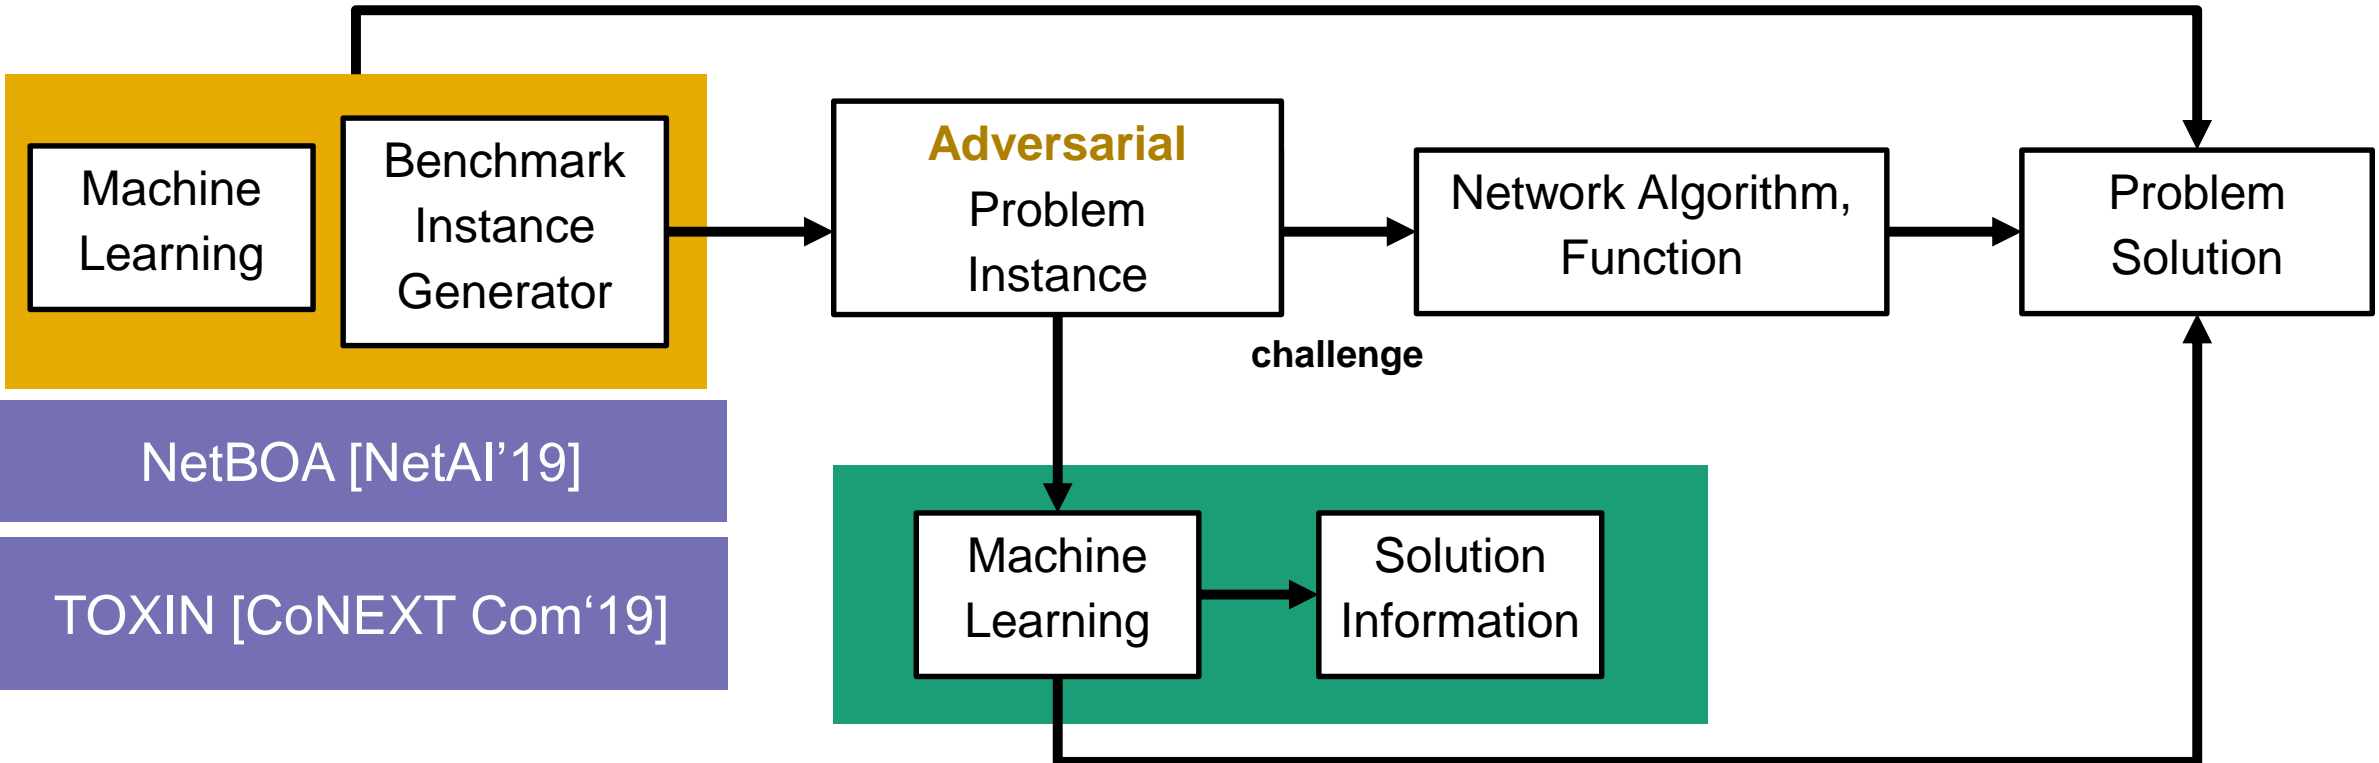 Machine
Learning
Benchmark
Instance
Generator
Adversarial
Problem
Instance
Network Algorithm,
Function
Problem
Solution
challenge
NetBOA [NetAI’19]
TOXIN [CoNEXT Com‘19]
Machine
Learning
Solution
Information